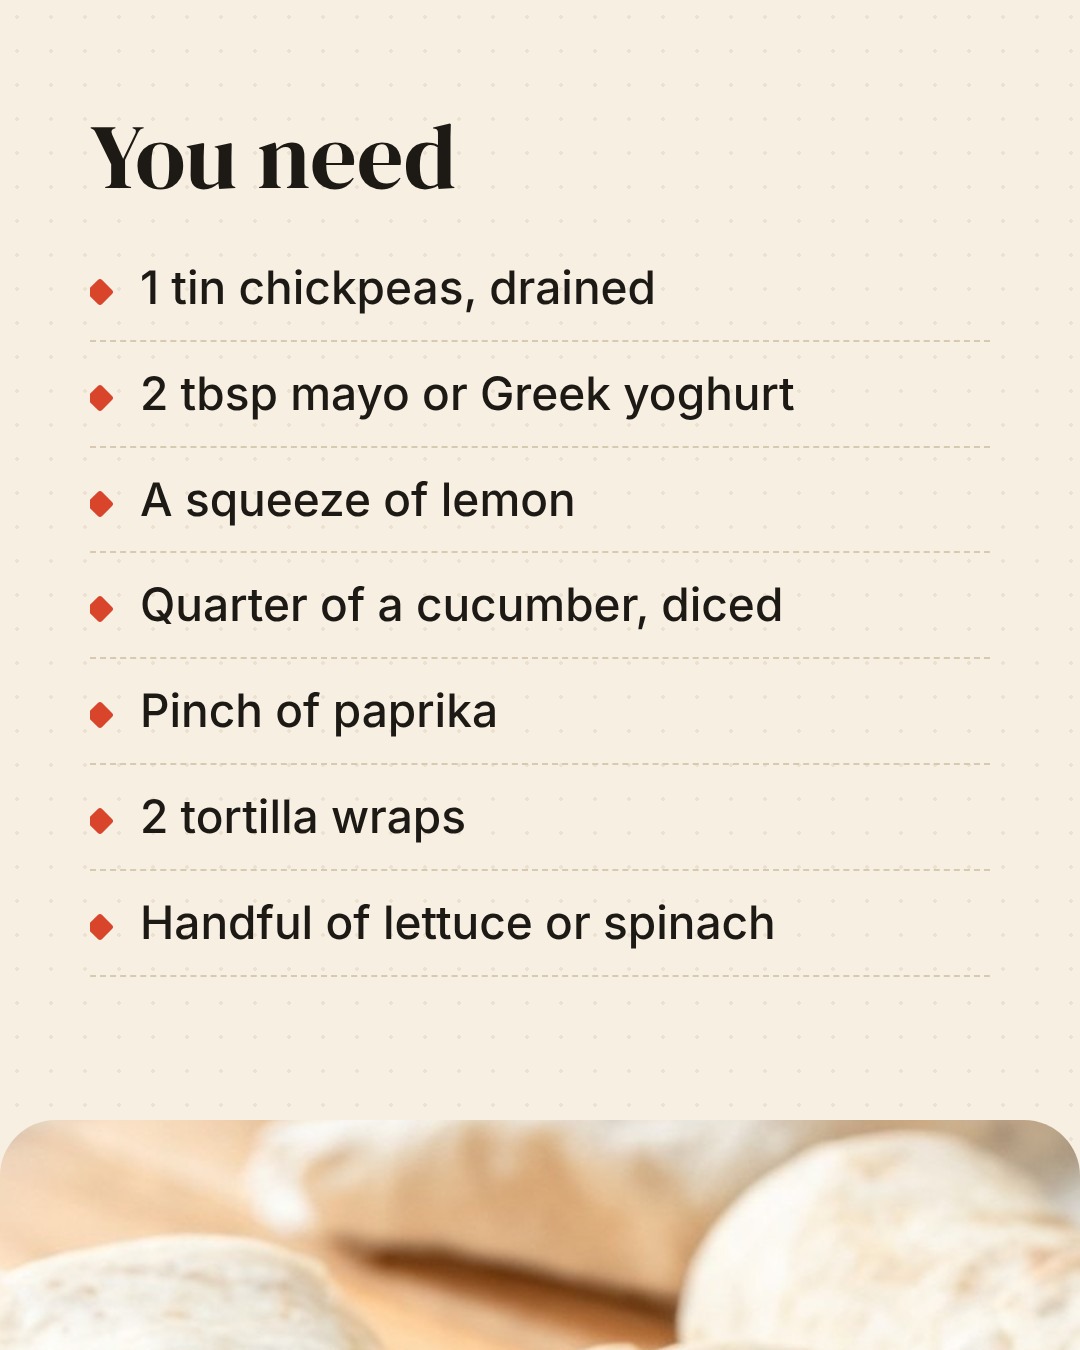 You need
1 tin chickpeas, drained
2 tbsp mayo or Greek yoghurt
A squeeze of lemon
Quarter of a cucumber, diced
Pinch of paprika
2 tortilla wraps
Handful of lettuce or spinach